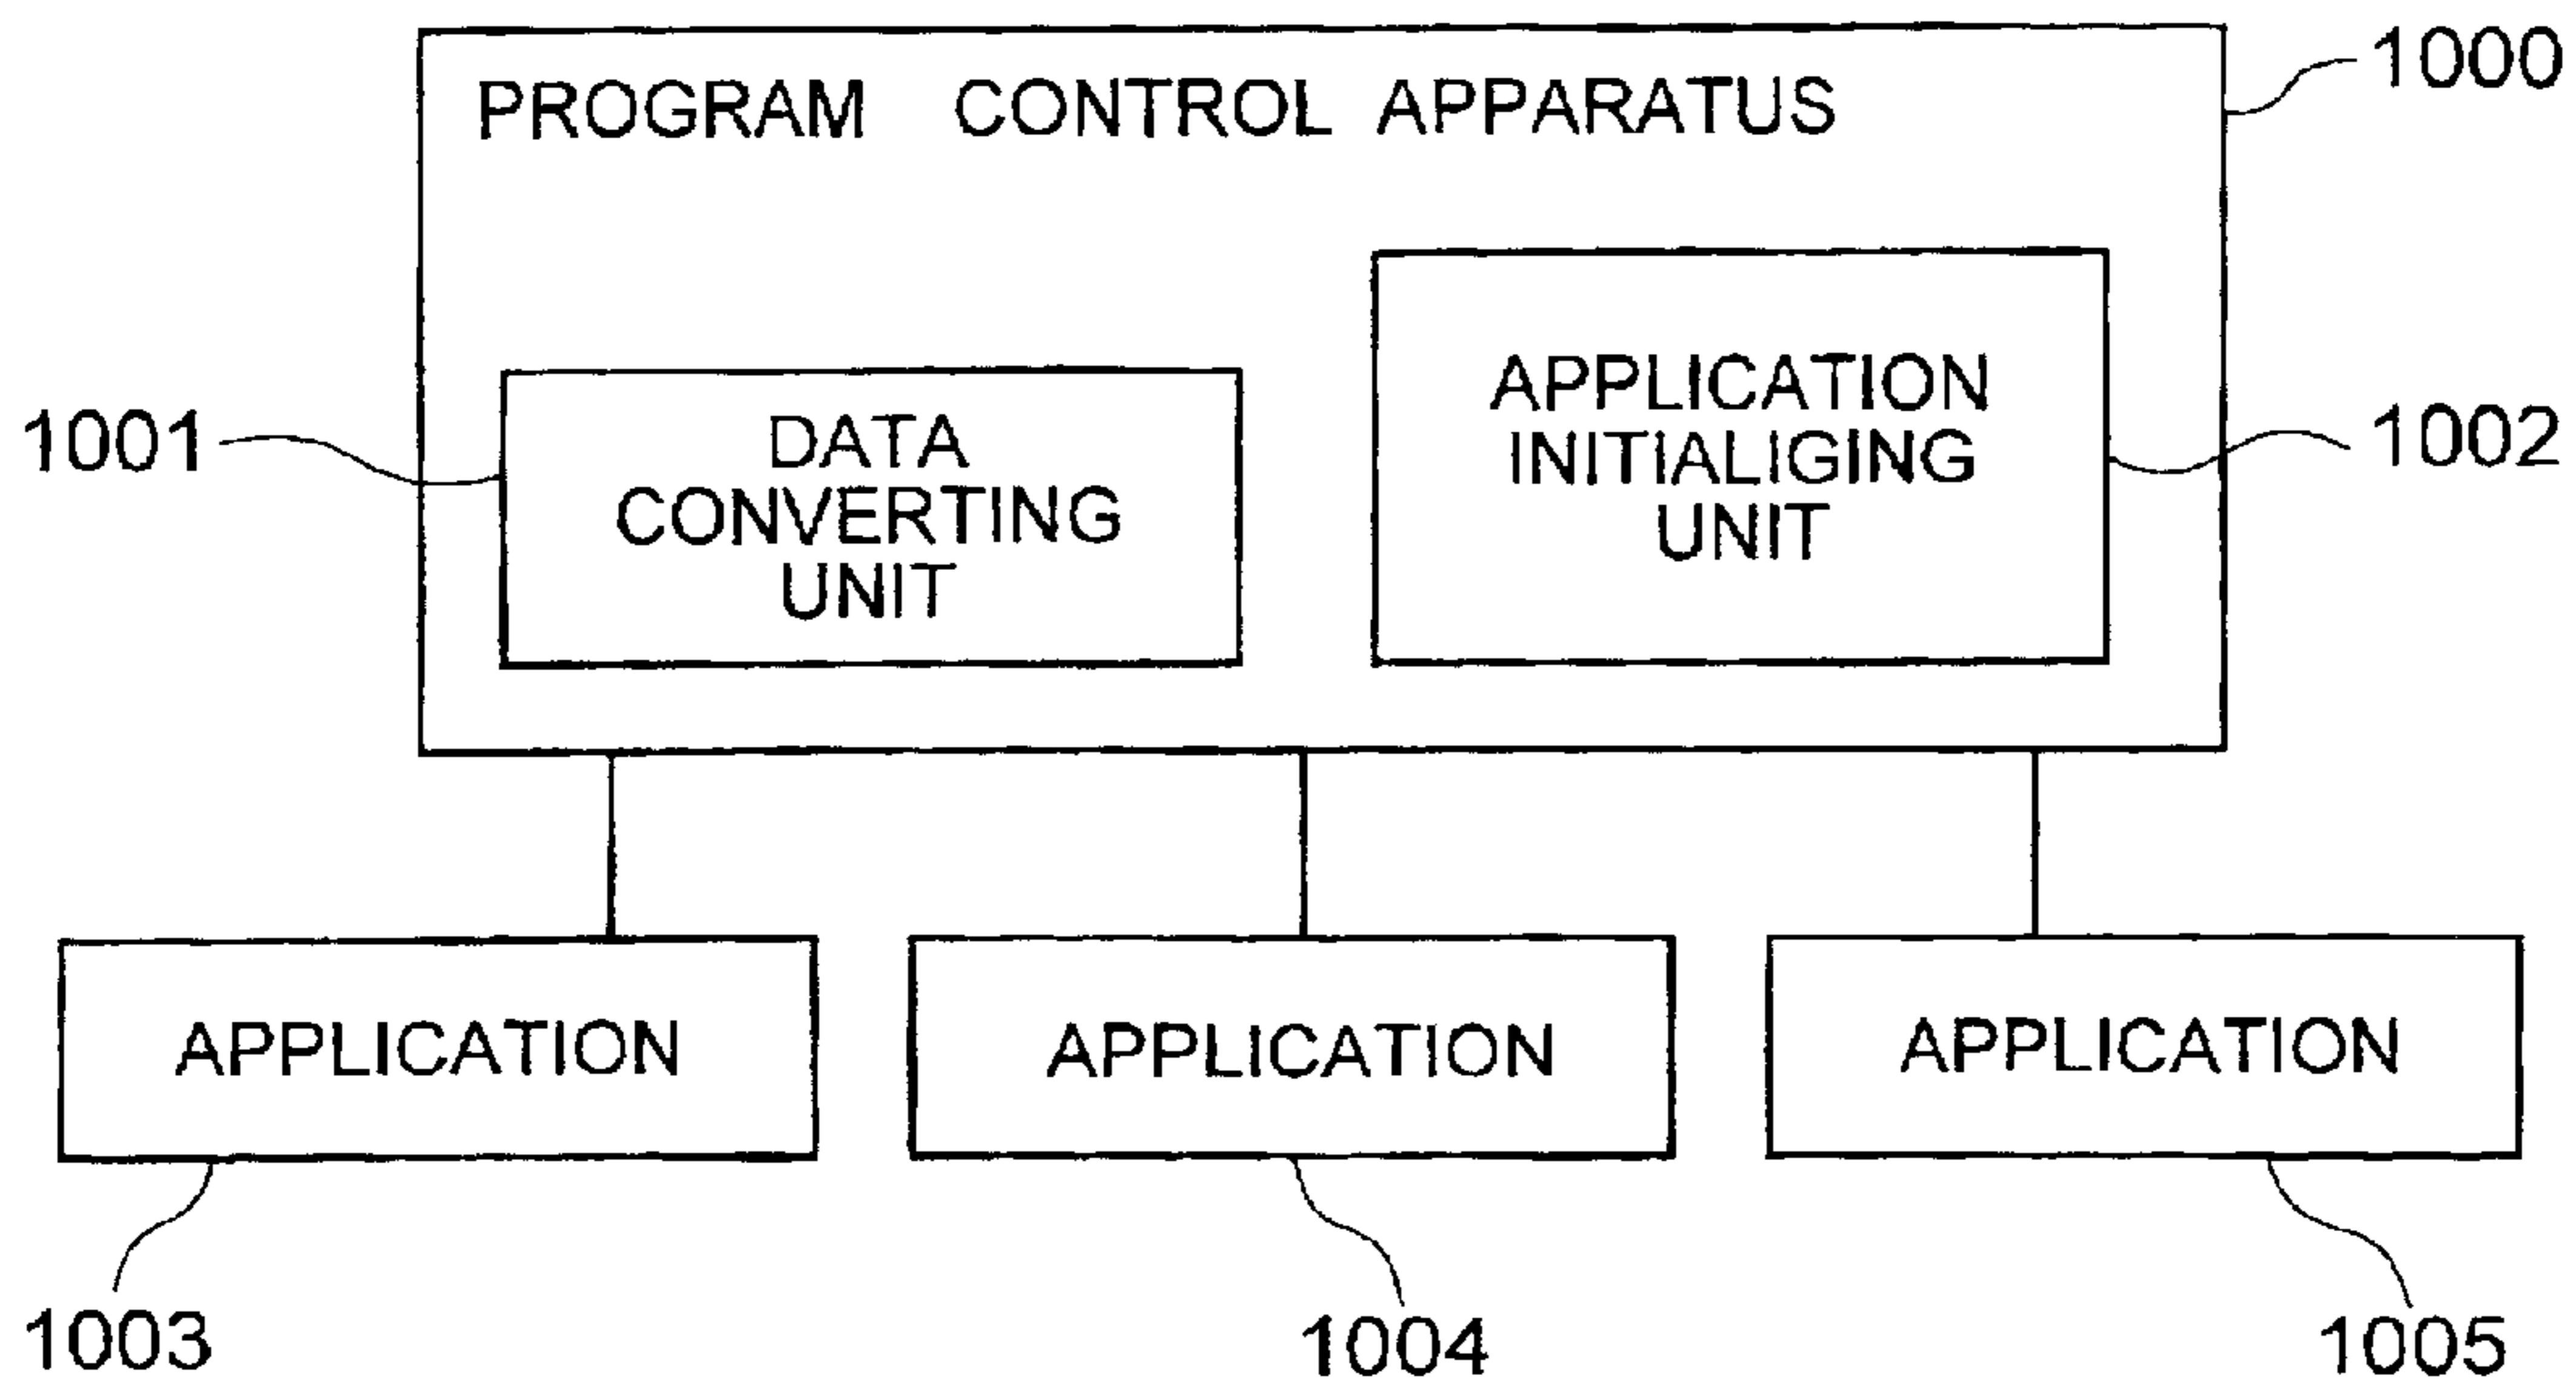 PROGRAM CONTROL APPARATUS
1000
APPLICATION
INITIALIGING
UNIT
1002
1001
DATA
CONVERTING
UNIT
APPLICATION
APPLICATION
APPLICATION
1003
1004
1005